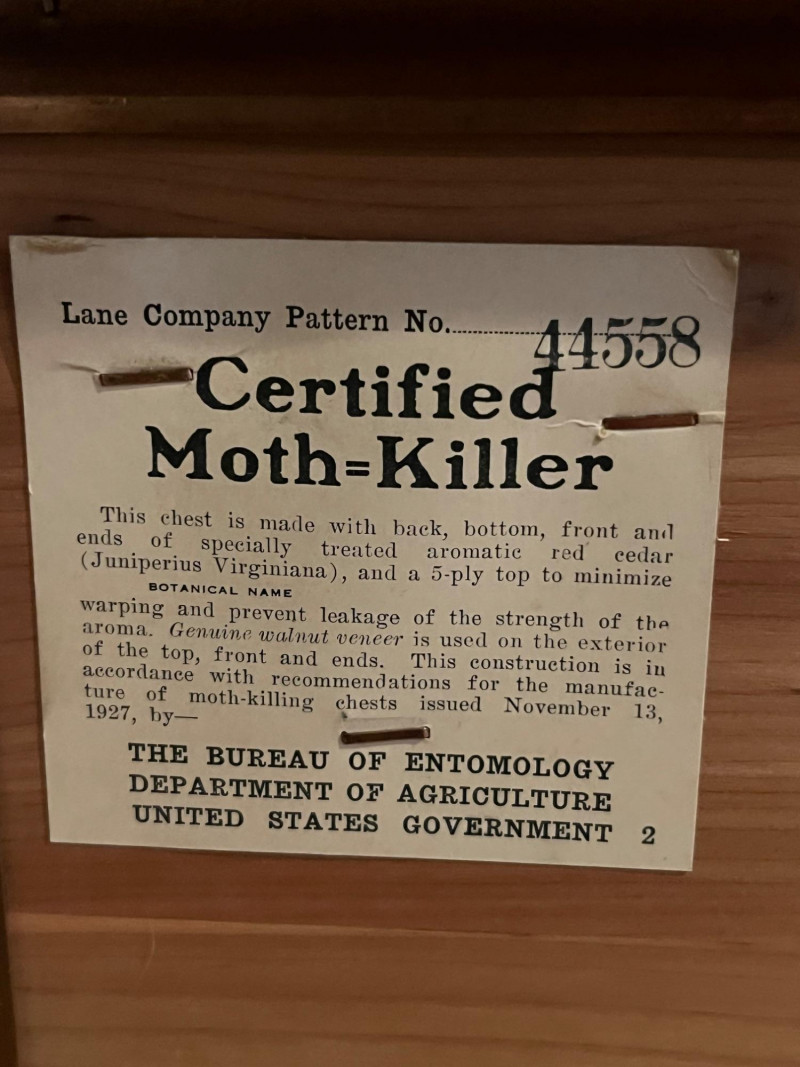 Lane Company Pattern No. 44558
Certified
Moth=Killer
This chest is made with back, bottom, front and
ends of specially treated aromatic red cedar
(Juniperius Virginiana), and a 5-ply top to minimize
BOTANICAL NAME
warping and prevent leakage of the strength of the
aroma. Genuine walnut veneer is used on the exterior
of the top, front and ends. This construction is in
accordance with recommendations for the manufac-
ture of moth-killing chests issued November 13,
1927, by—
THE BUREAU OF ENTOMOLOGY
DEPARTMENT OF AGRICULTURE
UNITED STATES GOVERNMENT 2